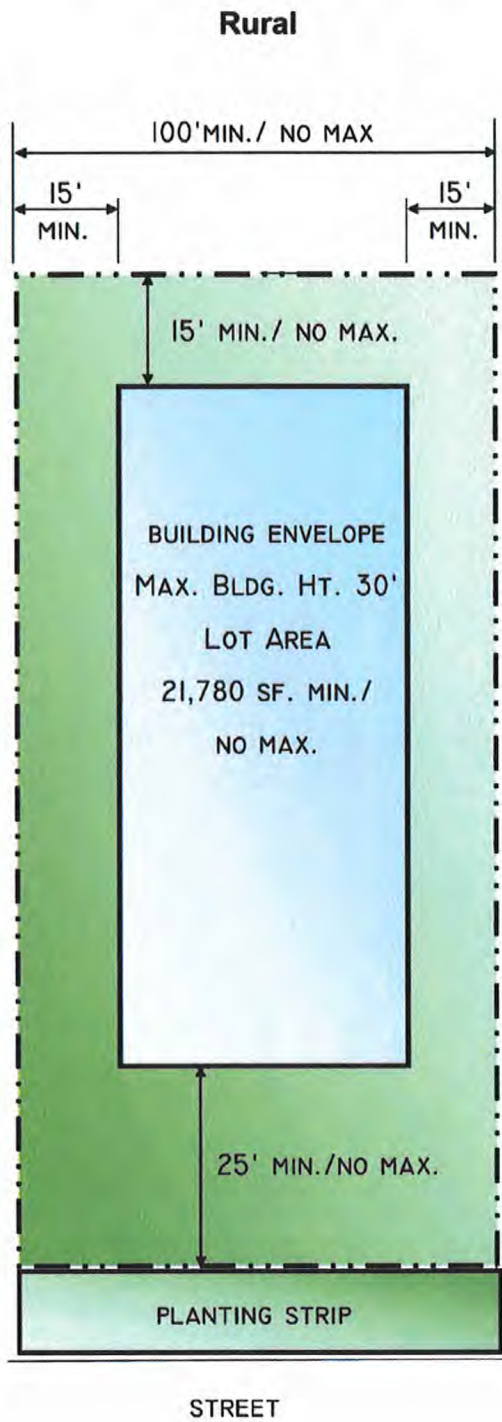 Rural
100'MIN./ NO MAX
15'
MIN.
15'
MIN.
15' MIN./ NO MAX.
BUILDING ENVELOPE
MAX. BLDG. HT. 30'
LOT AREA
21,780 SF. MIN./
NO MAX.
25' MIN./NO MAX.
PLANTING STRIP
STREET